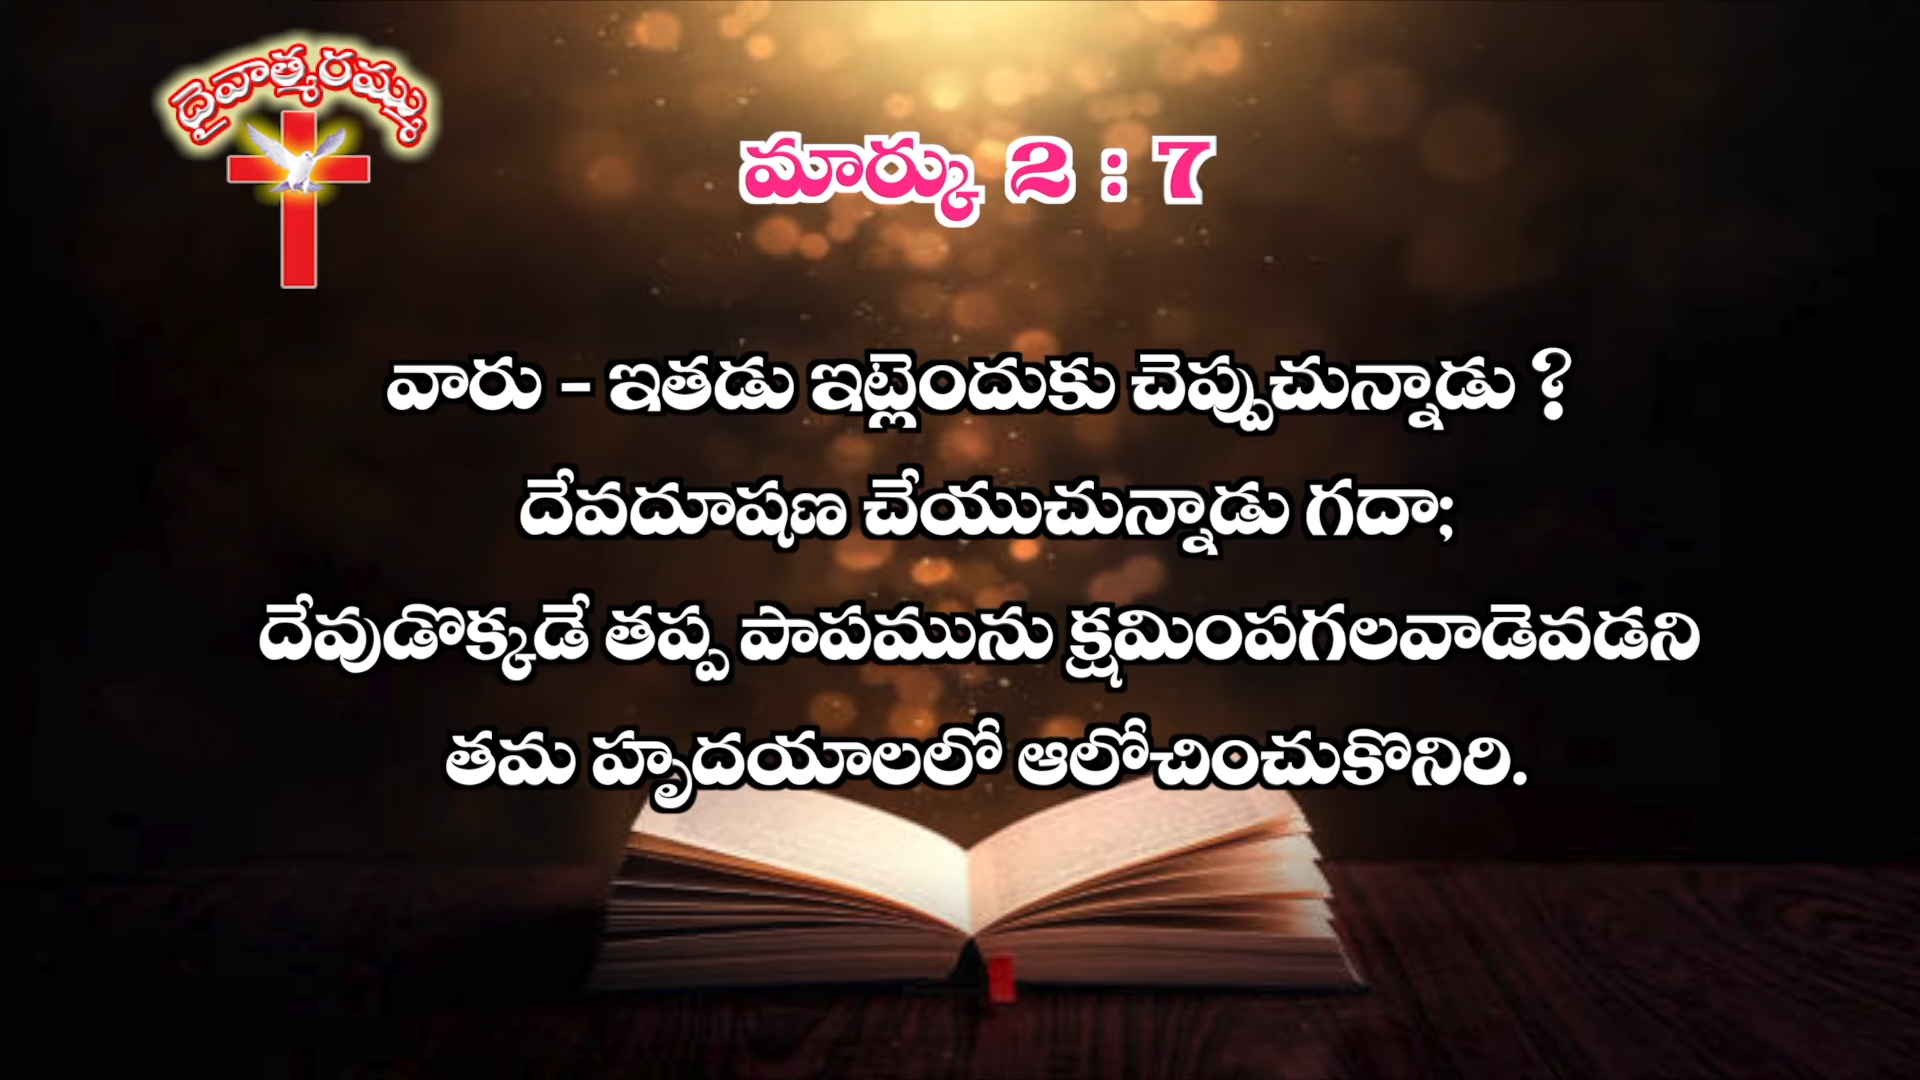 దైవాత్మరమ్ము
మార్కు 2 : 7
వారు - ఇతడు ఇట్లెందుకు చెప్పుచున్నాడు ?
దేవదూషణ చేయుచున్నాడు గదా;
దేవుడొక్కడే తప్ప పాపమును క్షమింపగలవాడెవడని
తమ హృదయాలలో ఆలోచించుకొనిరి.